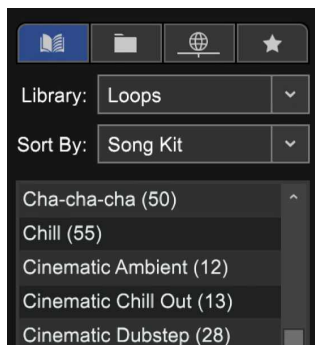 Library: Loops
Sort By: Song Kit
Cha-cha-cha (50)
Chill (55)
Cinematic Ambient (12)
Cinematic Chill Out (13)
Cinematic Dubstep (28)